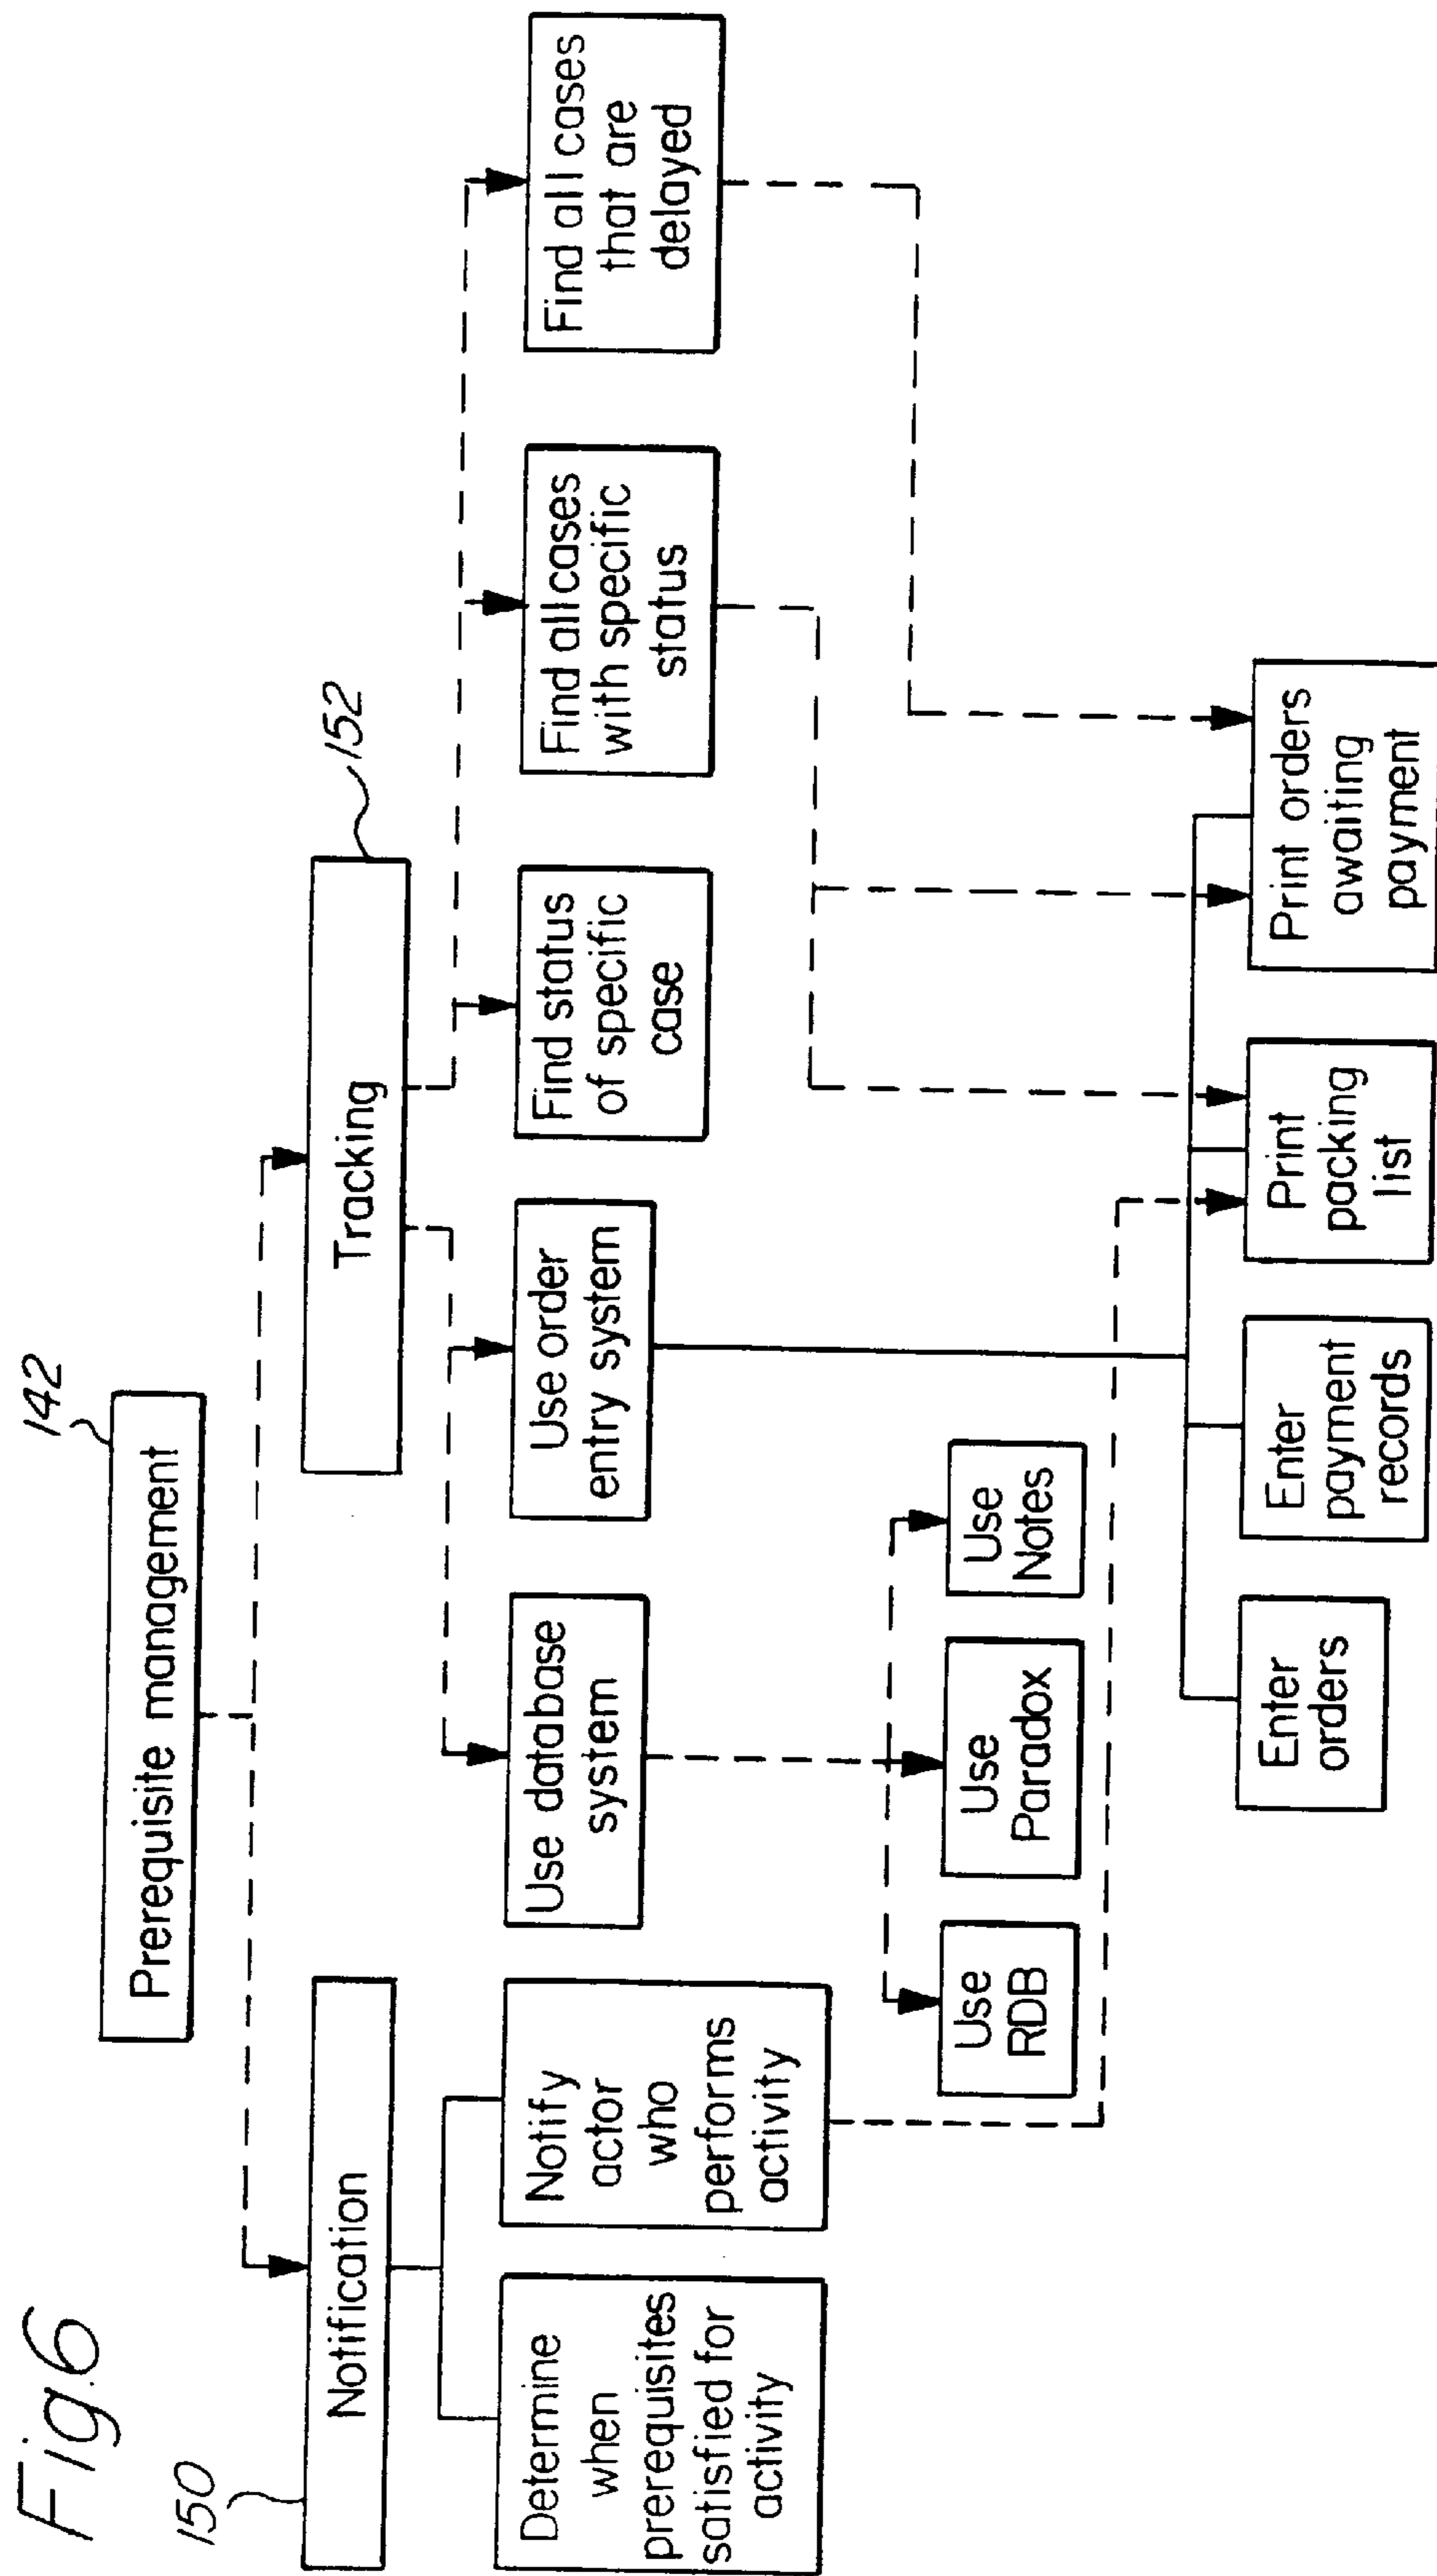 Fig.6
142
Prerequisite management
150
Notification
152
Tracking
Determine
when
prerequisites
satisfied for
activity
Notify
actor
who
performs
activity
Use database
system
Use order
entry system
Find status
of specific
case
Find all cases
with specific
status
Find all cases
that are
delayed
Use
RDB
Use
Paradox
Use
Notes
Enter
orders
Enter
payment
records
Print
packing
list
Print orders
awaiting
payment